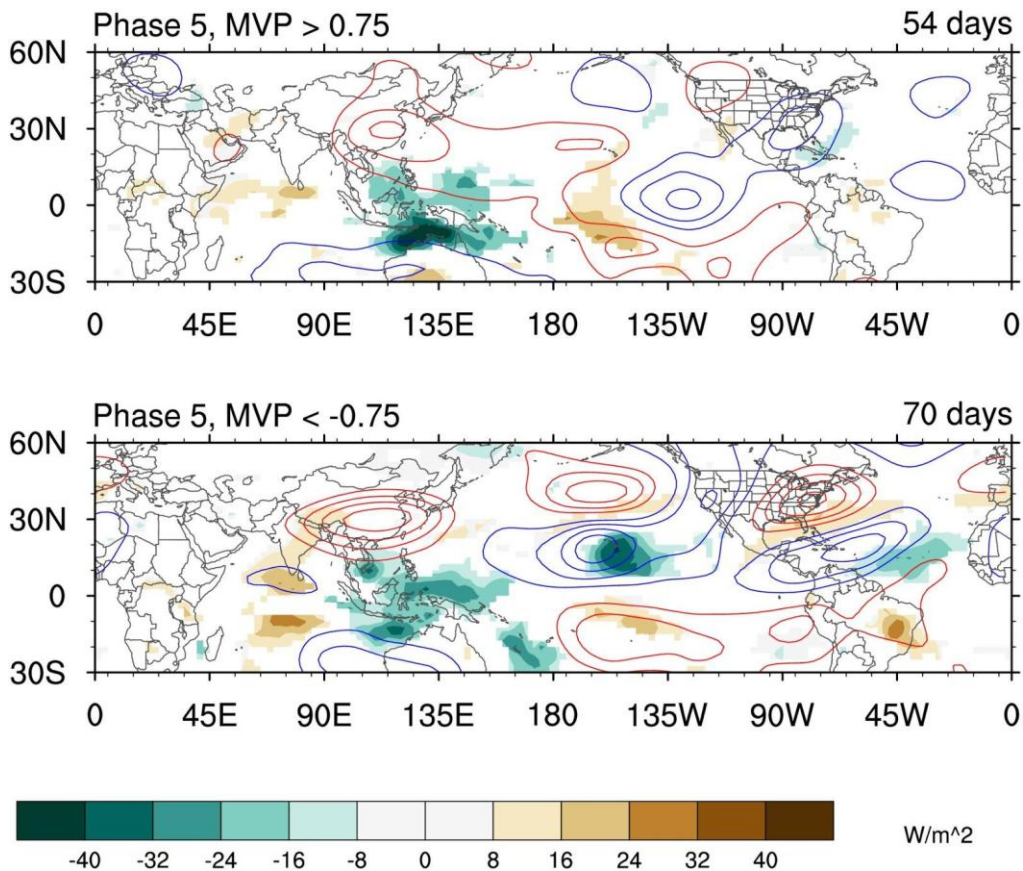 Phase 5, MVP > 0.75 54 days
60N
30N
0
30S
0 45E 90E 135E 180 135W 90W 45W 0
Phase 5, MVP < -0.75 70 days
60N
30N
0
30S
0 45E 90E 135E 180 135W 90W 45W 0
W/m^2
-40 -32 -24 -16 -8 0 8 16 24 32 40